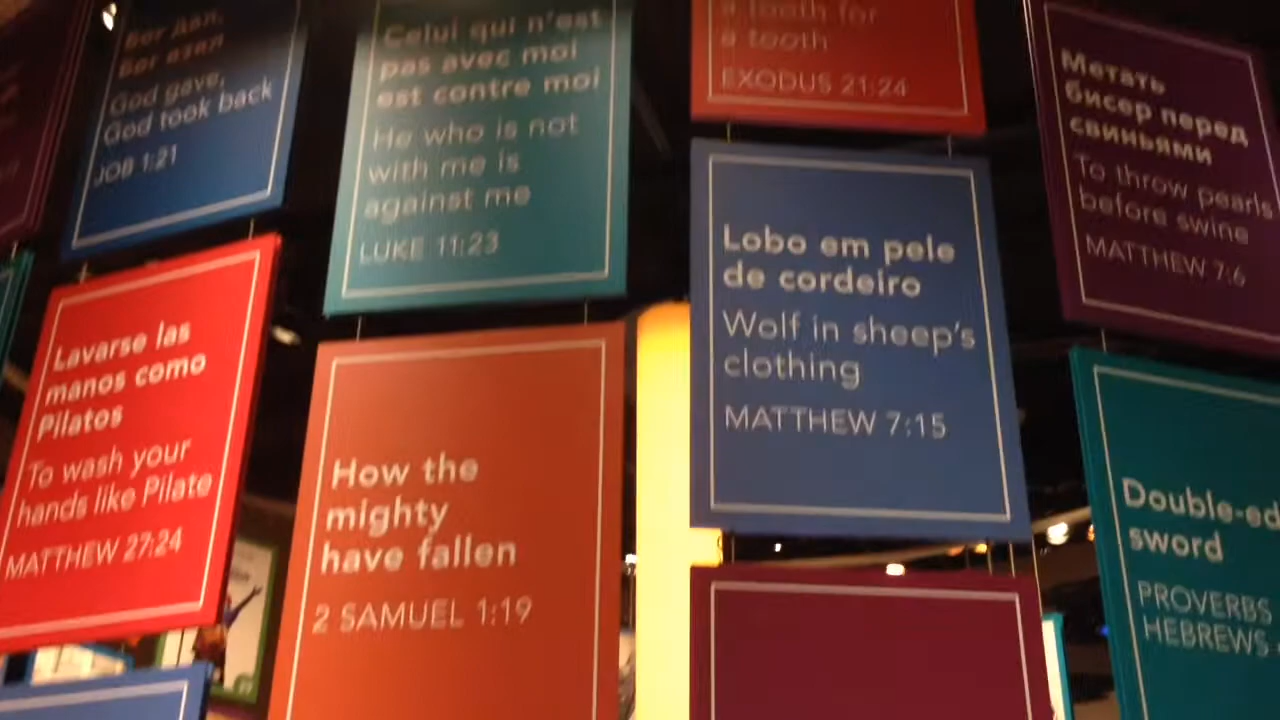 Бог дал,
Бог взял
God gave,
God took back
JOB 1:21
Celui qui n'est
pas avec moi
est contre moi
He who is not
with me is
against me
LUKE 11:23
a tooth for
a tooth
EXODUS 21:24
Метать
бисер перед
свиньями
To throw pearls
before swine
MATTHEW 7:6
Lavarse las
manos como
Pilatos
To wash your
hands like Pilate
MATTHEW 27:24
How the
mighty
have fallen
2 SAMUEL 1:19
Lobo em pele
de cordeiro
Wolf in sheep's
clothing
MATTHEW 7:15
Double-ed
sword
PROVERBS
HEBREWS